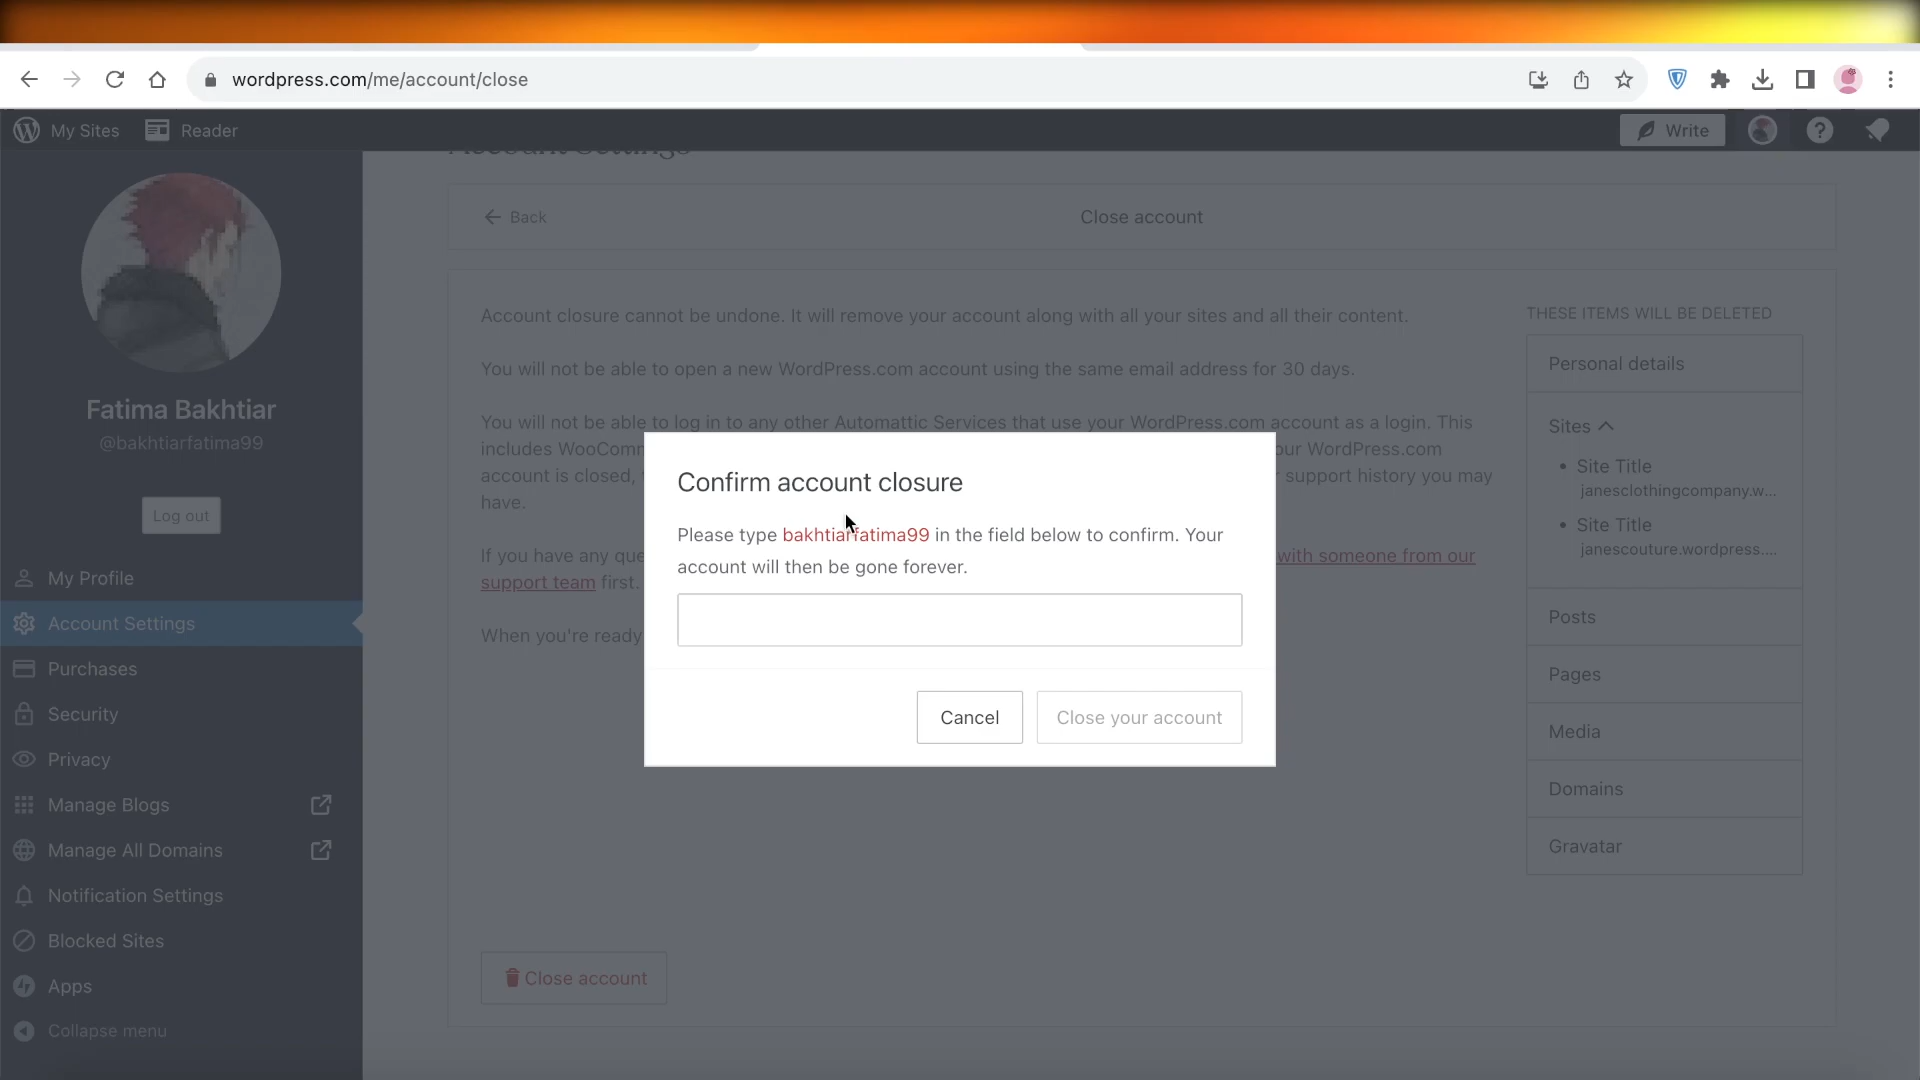 wordpress.com/me/account/close
My Sites
Reader
Write
Account Settings
Back
Close account
Fatima Bakhtiar
@bakhtiarfatima99
Log out
My Profile
Account Settings
Purchases
Security
Privacy
Manage Blogs
Manage All Domains
Notification Settings
Blocked Sites
Apps
Collapse menu
Account closure cannot be undone. It will remove your account along with all your sites and all their content.
You will not be able to open a new WordPress.com account using the same email address for 30 days.
You will not be able to log in to any other Automattic Services that use your WordPress.com account as a login. This
includes WooComm our WordPress.com
account is closed, support history you may
have.
If you have any que with someone from our
support team first.
When you're ready
Close account
Confirm account closure
Please type bakhtiarfatima99 in the field below to confirm. Your
account will then be gone forever.
Cancel
Close your account
THESE ITEMS WILL BE DELETED
Personal details
Sites
• Site Title
janesclothingcompany.w...
• Site Title
janescouture.wordpress....
Posts
Pages
Media
Domains
Gravatar